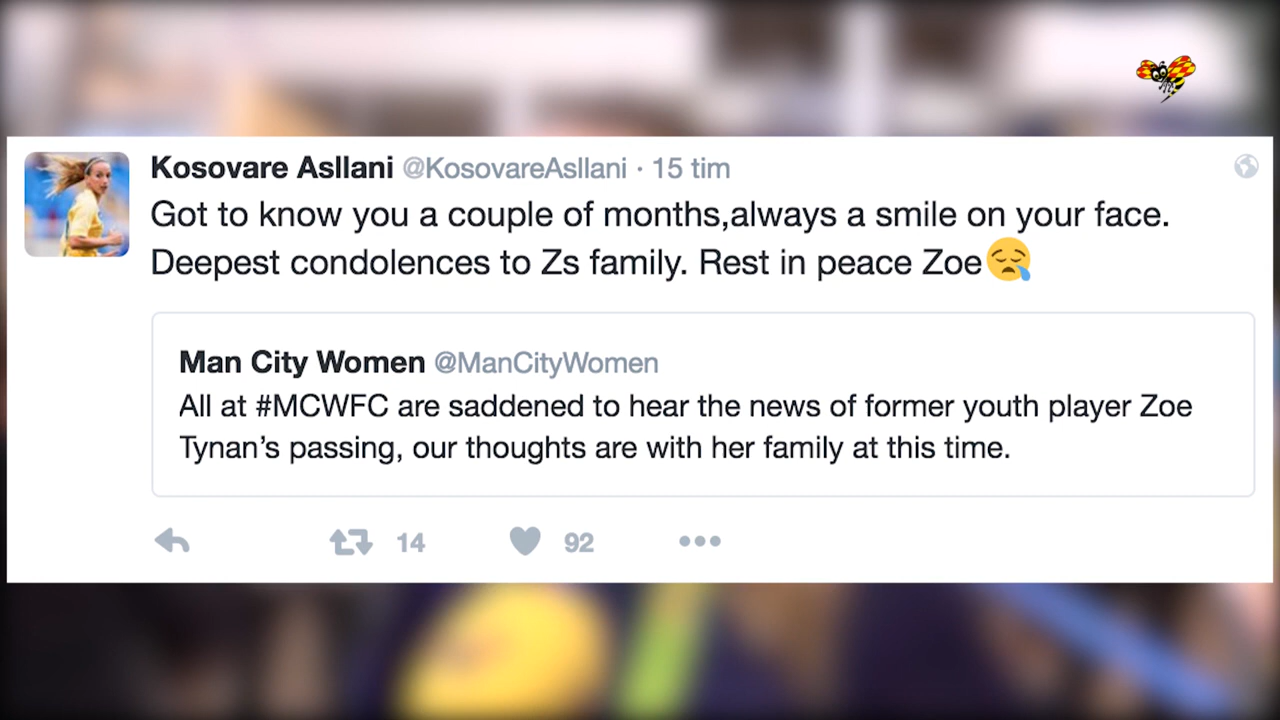 Kosovare Asllani @KosovareAsllani · 15 tim
Got to know you a couple of months,always a smile on your face.
Deepest condolences to Zs family. Rest in peace Zoe😪
Man City Women @ManCityWomen
All at #MCWFC are saddened to hear the news of former youth player Zoe
Tynan’s passing, our thoughts are with her family at this time.
14 92